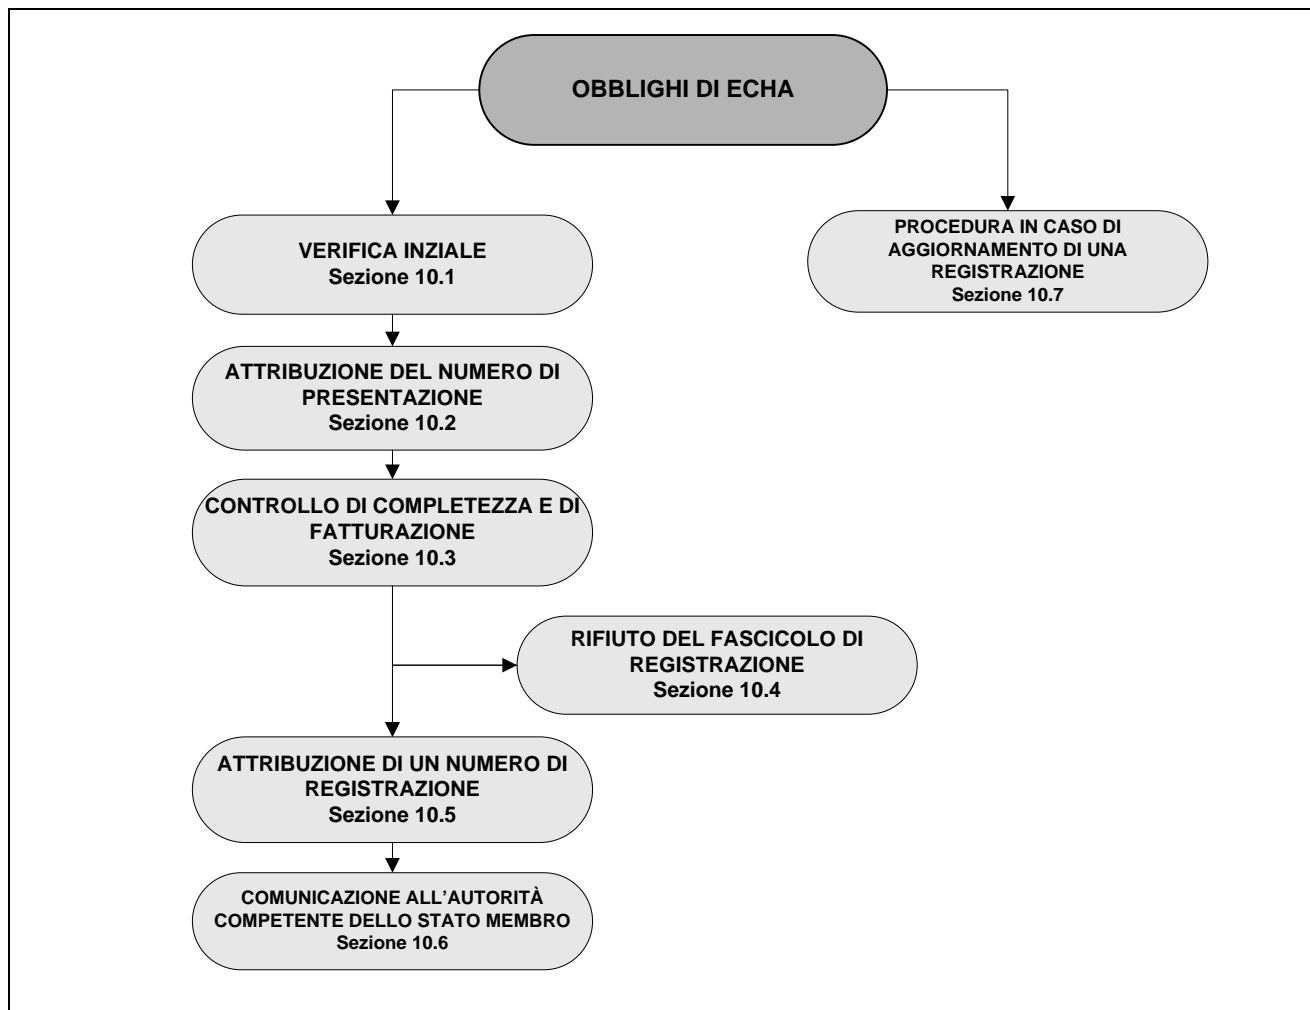 OBBLIGHI DI ECHA
VERIFICA INZIALE
Sezione 10.1
PROCEDURA IN CASO DI
AGGIORNAMENTO DI UNA
REGISTRAZIONE
Sezione 10.7
ATTRIBUZIONE DEL NUMERO DI
PRESENTAZIONE
Sezione 10.2
CONTROLLO DI COMPLETEZZA E DI
FATTURAZIONE
Sezione 10.3
RIFIUTO DEL FASCICOLO DI
REGISTRAZIONE
Sezione 10.4
ATTRIBUZIONE DI UN NUMERO DI
REGISTRAZIONE
Sezione 10.5
COMUNICAZIONE ALL’AUTORITÀ
COMPETENTE DELLO STATO MEMBRO
Sezione 10.6